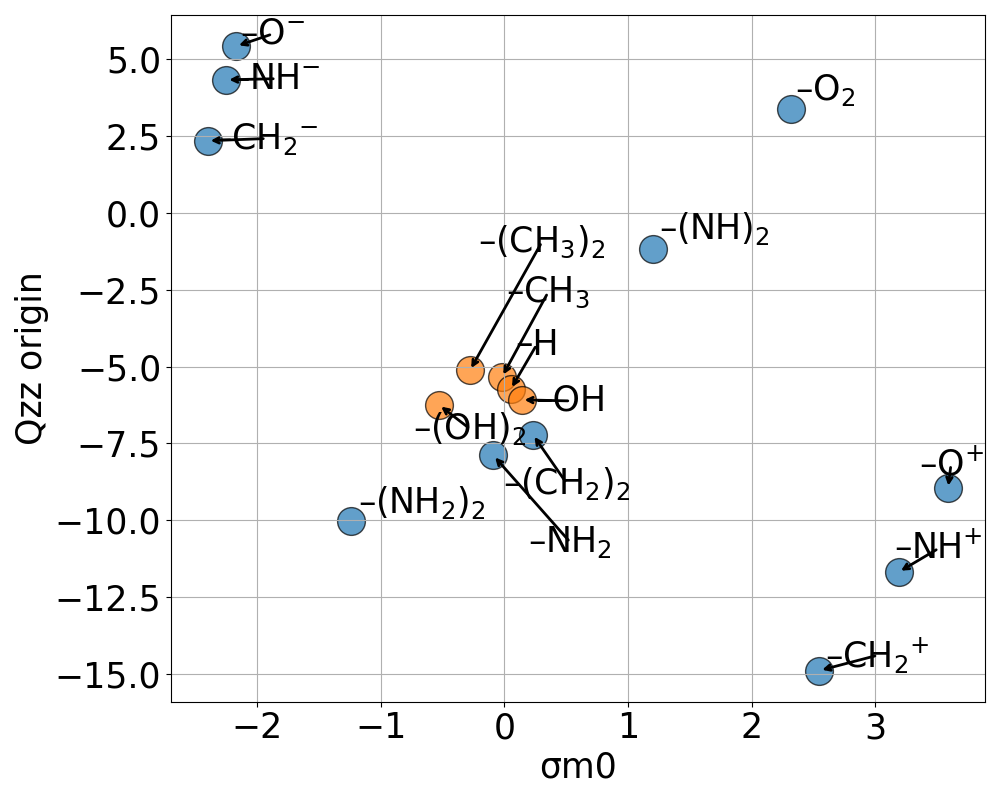 –O⁻
NH⁻
CH₂⁻
–O₂
–(NH)₂
–(CH₃)₂
–CH₃
–H
OH
–(OH)₂
–(CH₂)₂
–(NH₂)₂
–NH₂
–O⁺
–NH⁺
–CH₂⁺
5.0
2.5
0.0
−2.5
−5.0
−7.5
−10.0
−12.5
−15.0
Qzz origin
−2 −1 0 1 2 3
σm0